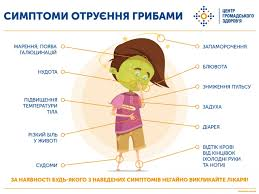 СИМПТОМИ ОТРУЄННЯ ГРИБАМИ
ЦЕНТР
ГРОМАДСЬКОГО
ЗДОРОВ'Я
МАРЕННЯ, ПОЯВА
ГАЛЮЦИНАЦІЙ
НУДОТА
ПІДВИЩЕННЯ
ТЕМПЕРАТУРИ
ТІЛА
РІЗКИЙ БІЛЬ
У ЖИВОТІ
СУДОМИ
ЗАПАМОРОЧЕННЯ
БЛЮВОТА
ЗНИЖЕННЯ ПУЛЬСУ
ЗАДУХА
ДІАРЕЯ
ВІДТІК КРОВІ
ВІД КІНЦІВОК
(ХОЛОДНІ РУКИ
ТА НОГИ)
ЗА НАЯВНОСТІ БУДЬ-ЯКОГО З НАВЕДЕНИХ СИМПТОМІВ НЕГАЙНО ВИКЛИКАЙТЕ ЛІКАРЯ!